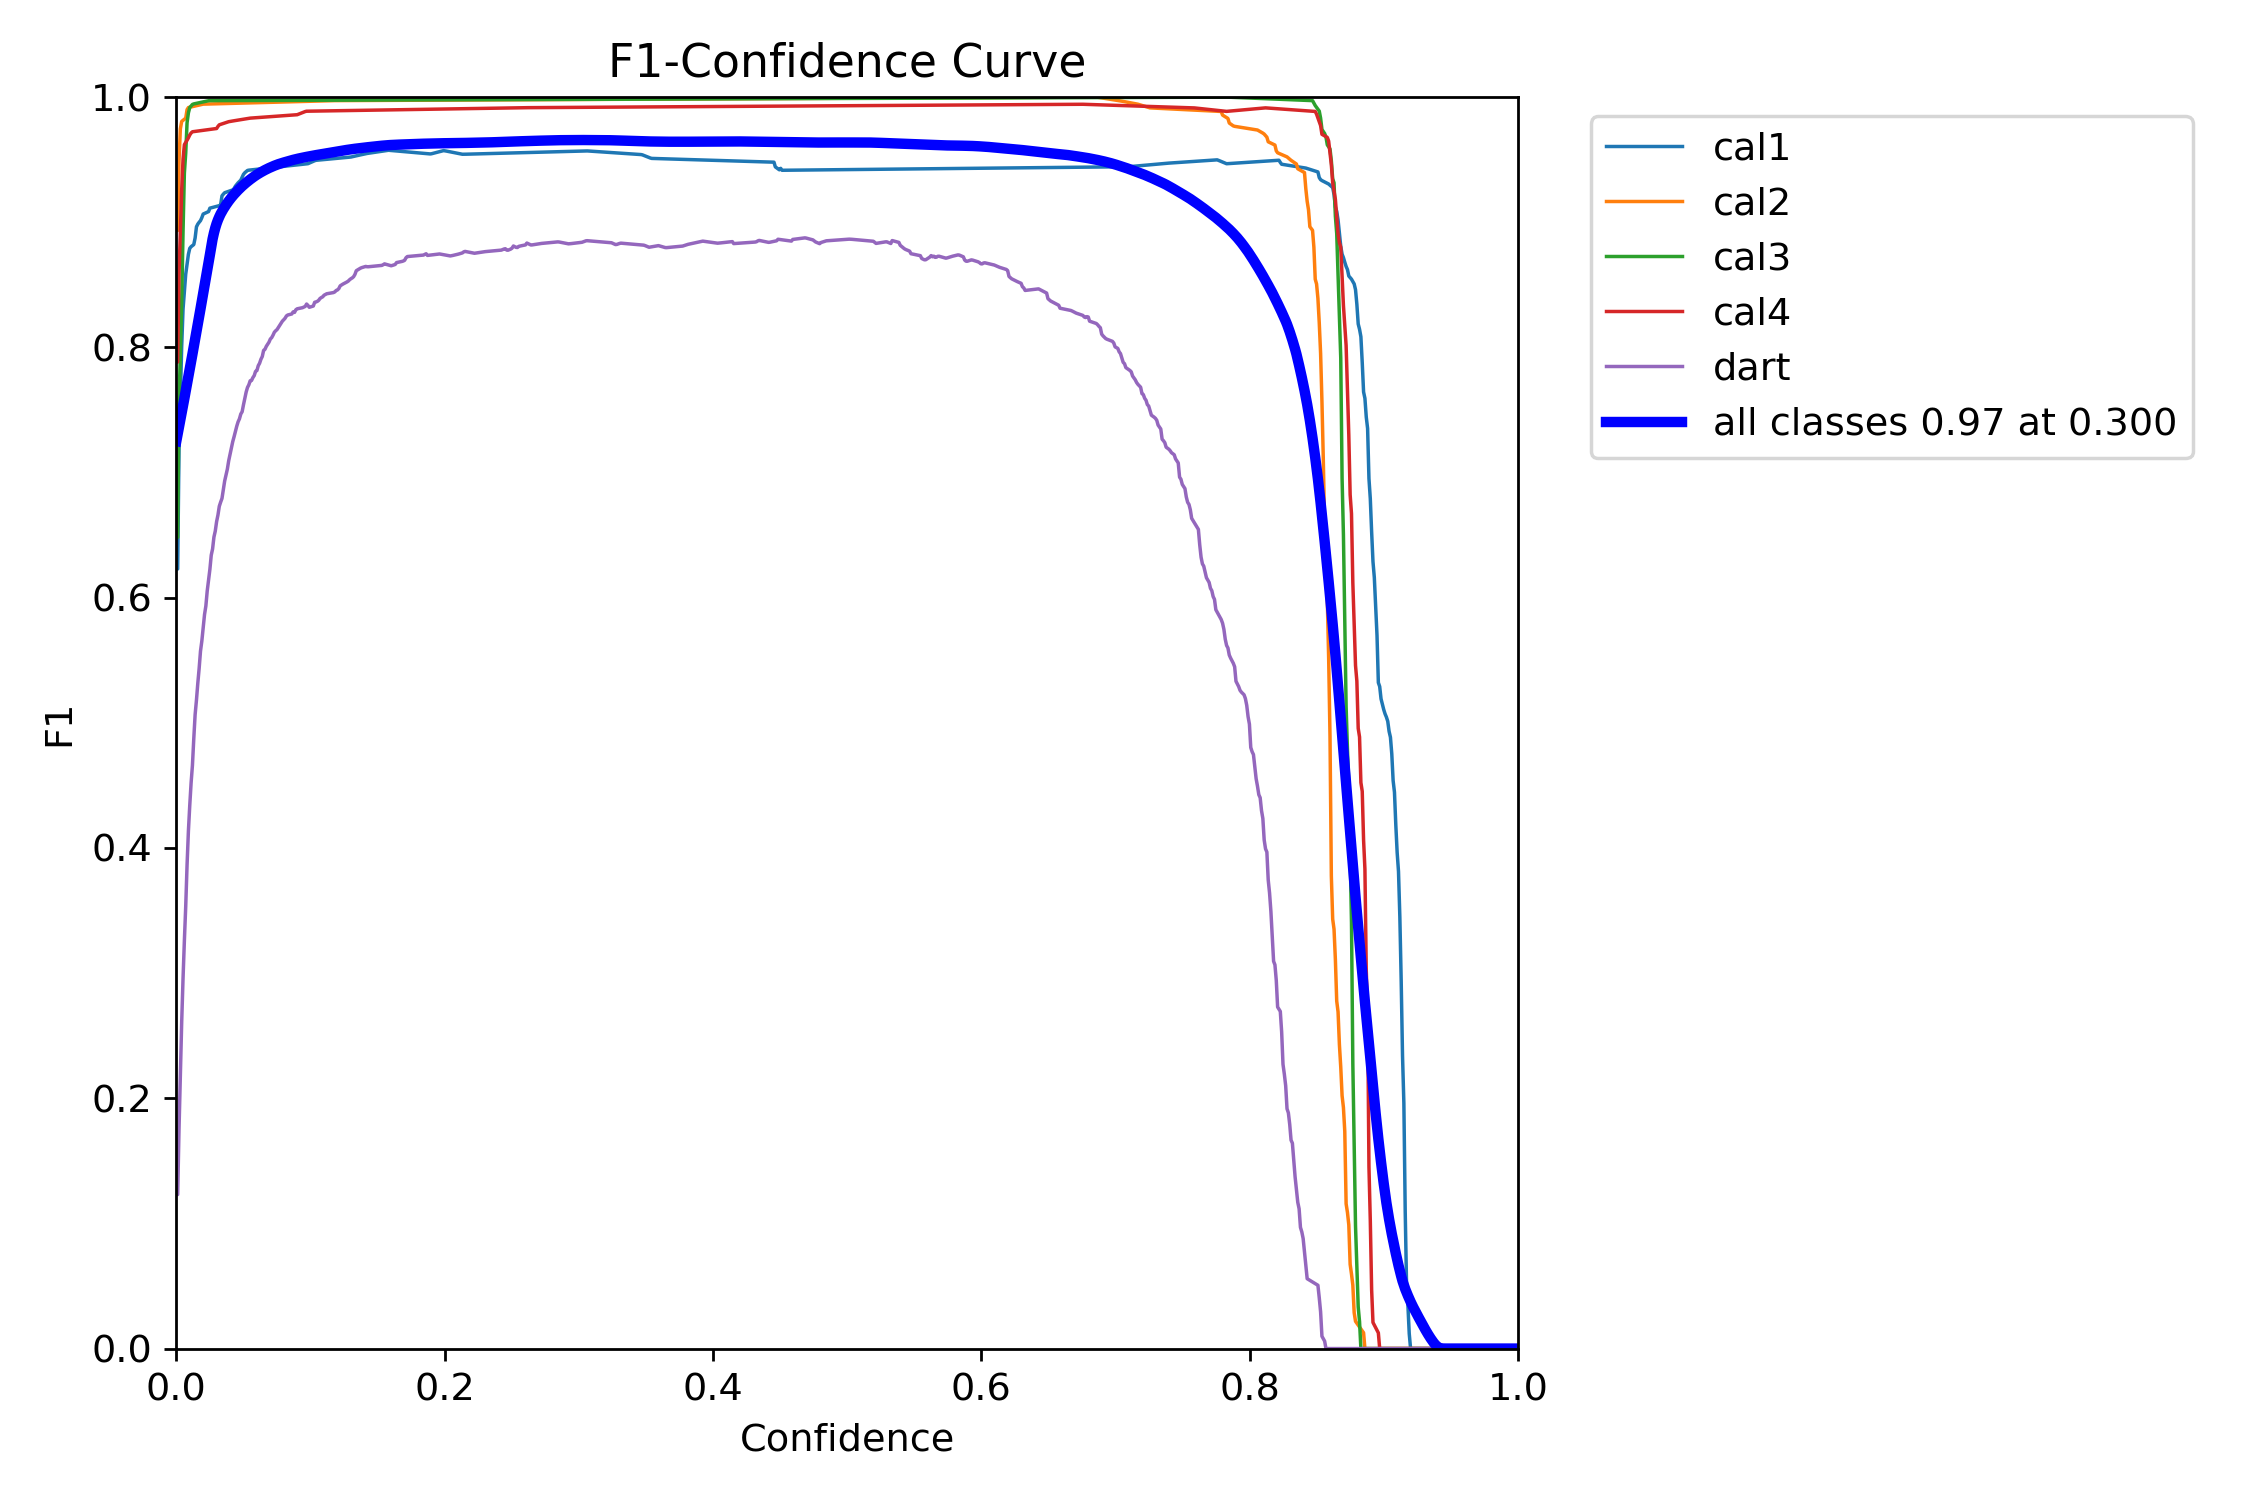 F1-Confidence Curve
1.0
0.8
0.6
0.4
0.2
0.0
F1
0.0 0.2 0.4 0.6 0.8 1.0
Confidence
cal1
cal2
cal3
cal4
dart
all classes 0.97 at 0.300